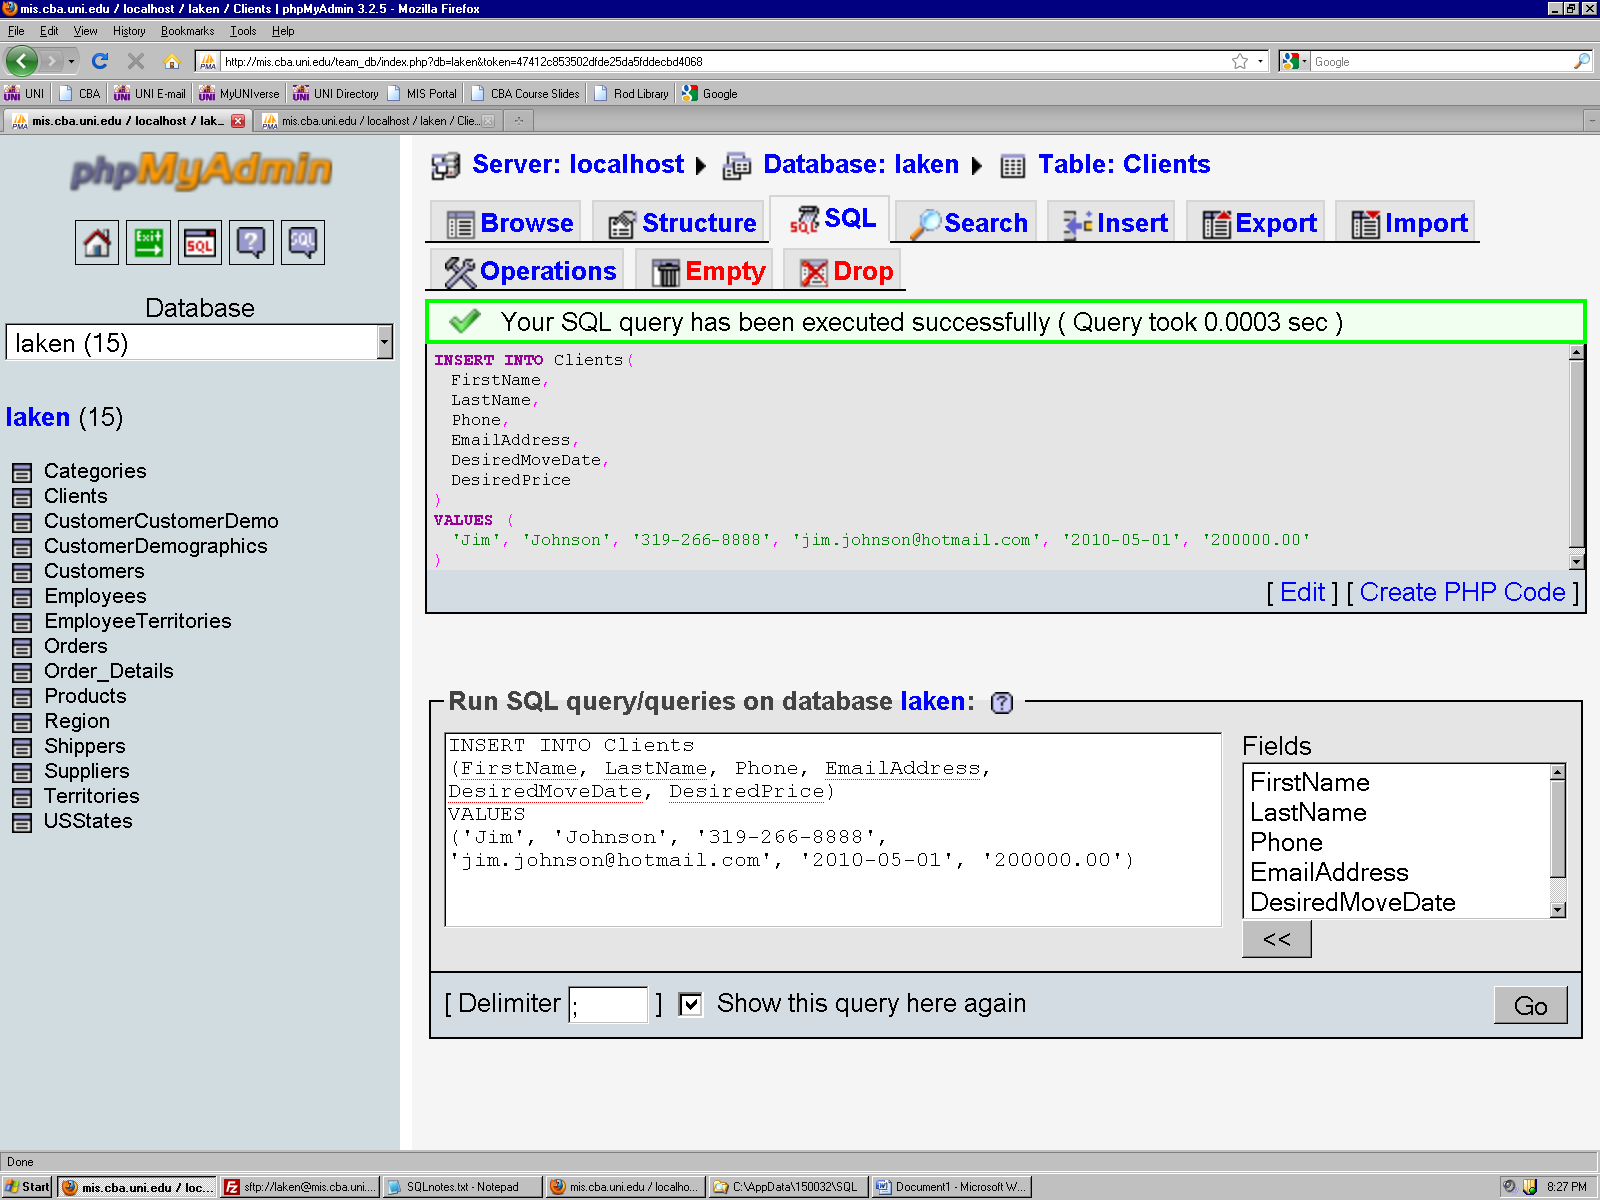 mis.cba.uni.edu / localhost / laken / Clients | phpMyAdmin 3.2.5 - Mozilla Firefox
File Edit View History Bookmarks Tools Help
PMA http://mis.cba.uni.edu/team_db/index.php?db=laken&token=47412c853502dfde25da5fddecbd4068 Google
UNI CBA UNI E-mail MyUNIverse UNI Directory MIS Portal CBA Course Slides Rod Library Google
mis.cba.uni.edu / localhost / lak... mis.cba.uni.edu / localhost / laken / Clie...
phpMyAdmin
Exit SQL ? SQL
Database
laken (15)
laken (15)
Categories
Clients
CustomerCustomerDemo
CustomerDemographics
Customers
Employees
EmployeeTerritories
Orders
Order_Details
Products
Region
Shippers
Suppliers
Territories
USStates
Server: localhost Database: laken Table: Clients
Browse Structure SQL Search Insert Export Import
Operations Empty Drop
Your SQL query has been executed successfully ( Query took 0.0003 sec )
INSERT INTO Clients(
FirstName,
LastName,
Phone,
EmailAddress,
DesiredMoveDate,
DesiredPrice
)
VALUES (
'Jim', 'Johnson', '319-266-8888', 'jim.johnson@hotmail.com', '2010-05-01', '200000.00'
)
[ Edit ] [ Create PHP Code ]
Run SQL query/queries on database laken: ?
INSERT INTO Clients
(FirstName, LastName, Phone, EmailAddress,
DesiredMoveDate, DesiredPrice)
VALUES
('Jim', 'Johnson', '319-266-8888',
'jim.johnson@hotmail.com', '2010-05-01', '200000.00')
Fields
FirstName
LastName
Phone
EmailAddress
DesiredMoveDate
<<
[ Delimiter ; ] Show this query here again Go
Done
Start mis.cba.uni.edu / loc... sftp://laken@mis.cba.uni.... SQLnotes.txt - Notepad mis.cba.uni.edu / localho... C:\AppData\150032\SQL Document1 - Microsoft W... 8:27 PM